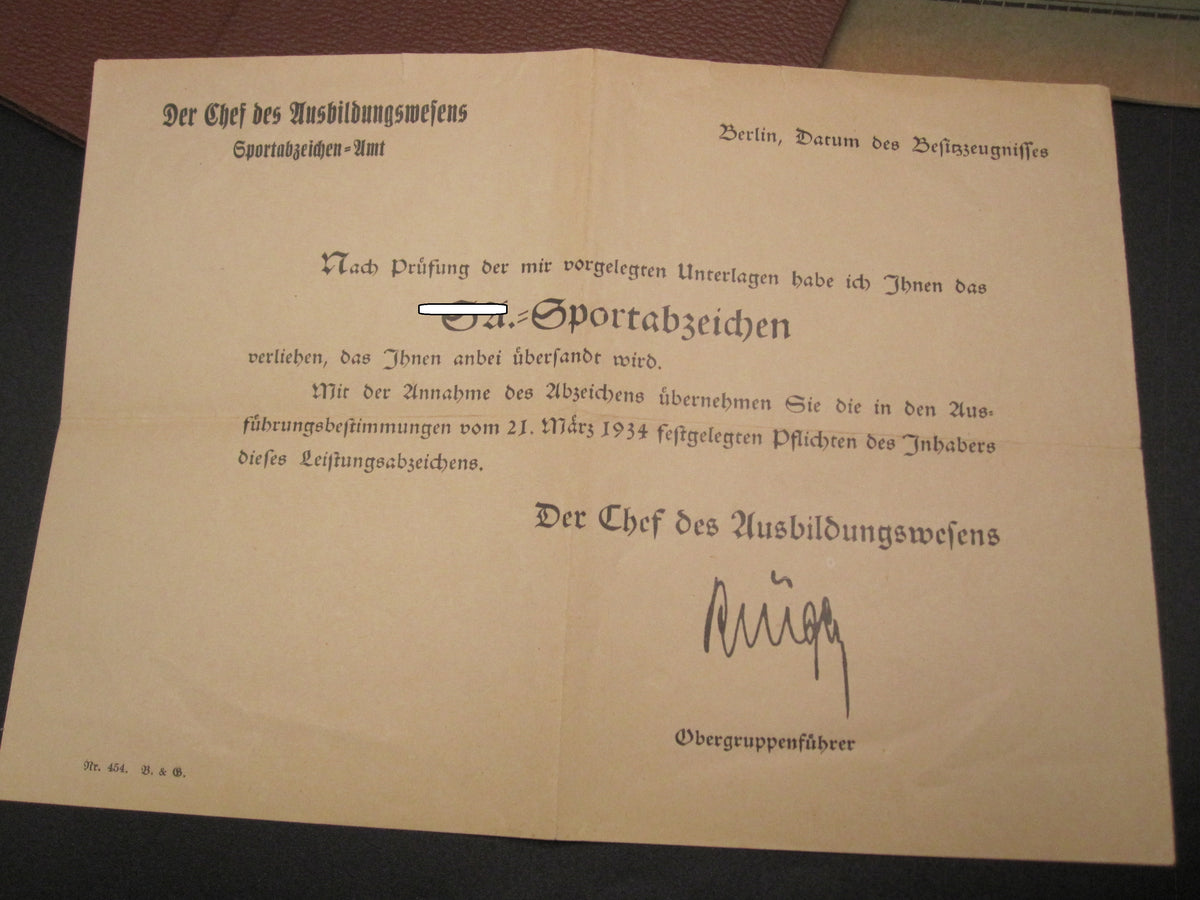 Der Chef des Ausbildungswesens
Sportabzeichen-Amt
Berlin, Datum des Besitzzeugnisses
Nach Prüfung der mir vorgelegten Unterlagen habe ich Ihnen das
SA.-Sportabzeichen
verliehen, das Ihnen anbei übersandt wird.
Mit der Annahme des Abzeichens übernehmen Sie die in den Aus-
führungsbestimmungen vom 21. März 1934 festgelegten Pflichten des Inhabers
dieses Leistungsabzeichens.
Der Chef des Ausbildungswesens
Obergruppenführer
Nr. 454. B. & G.